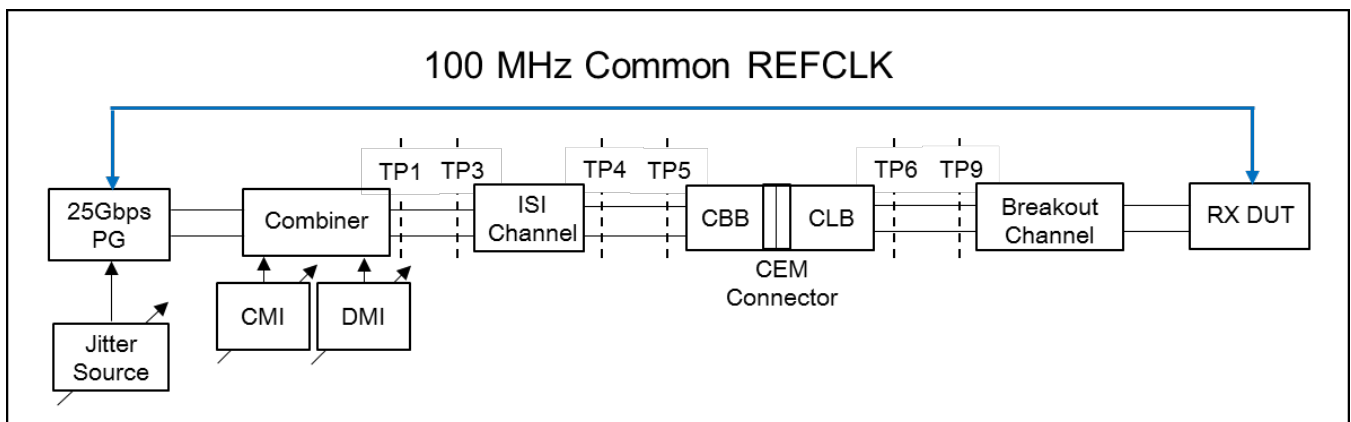 100 MHz Common REFCLK
TP1
TP3
TP4
TP5
TP6
TP9
25Gbps
PG
Combiner
ISI
Channel
CBB
CLB
Breakout
Channel
RX DUT
CEM
Connector
CMI
DMI
Jitter
Source